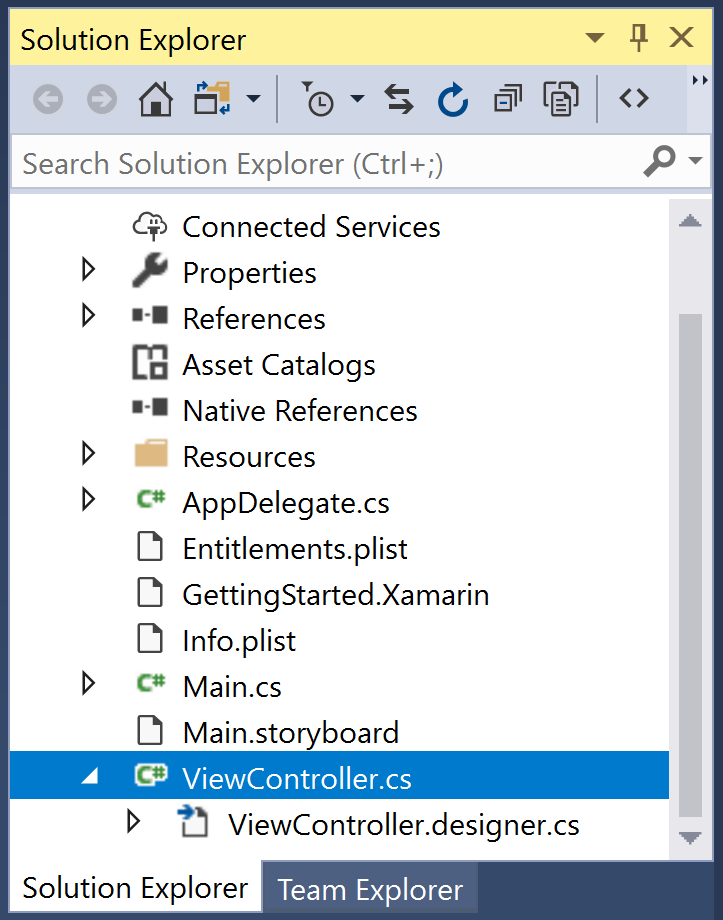 Solution Explorer
Search Solution Explorer (Ctrl+;)
Connected Services
Properties
References
Asset Catalogs
Native References
Resources
C# AppDelegate.cs
Entitlements.plist
GettingStarted.Xamarin
Info.plist
C# Main.cs
Main.storyboard
C# ViewController.cs
ViewController.designer.cs
Solution Explorer Team Explorer